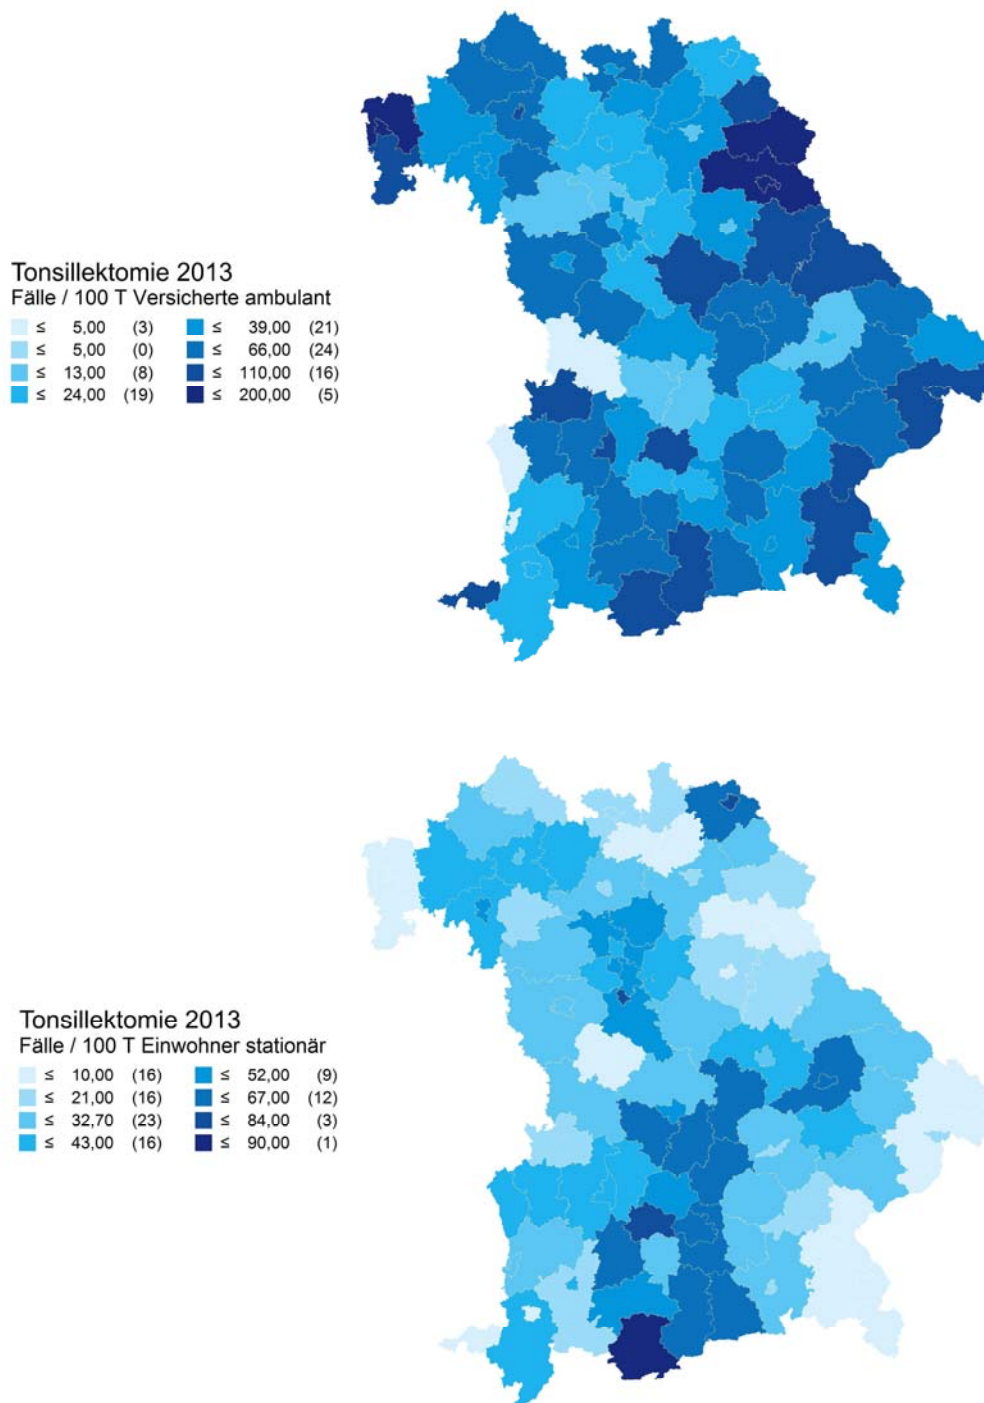 Tonsillektomie 2013
Fälle / 100 T Versicherte ambulant
≤ 5,00 (3) ≤ 39,00 (21)
≤ 5,00 (0) ≤ 66,00 (24)
≤ 13,00 (8) ≤ 110,00 (16)
≤ 24,00 (19) ≤ 200,00 (5)
Tonsillektomie 2013
Fälle / 100 T Einwohner stationär
≤ 10,00 (16) ≤ 52,00 (9)
≤ 21,00 (16) ≤ 67,00 (12)
≤ 32,70 (23) ≤ 84,00 (3)
≤ 43,00 (16) ≤ 90,00 (1)